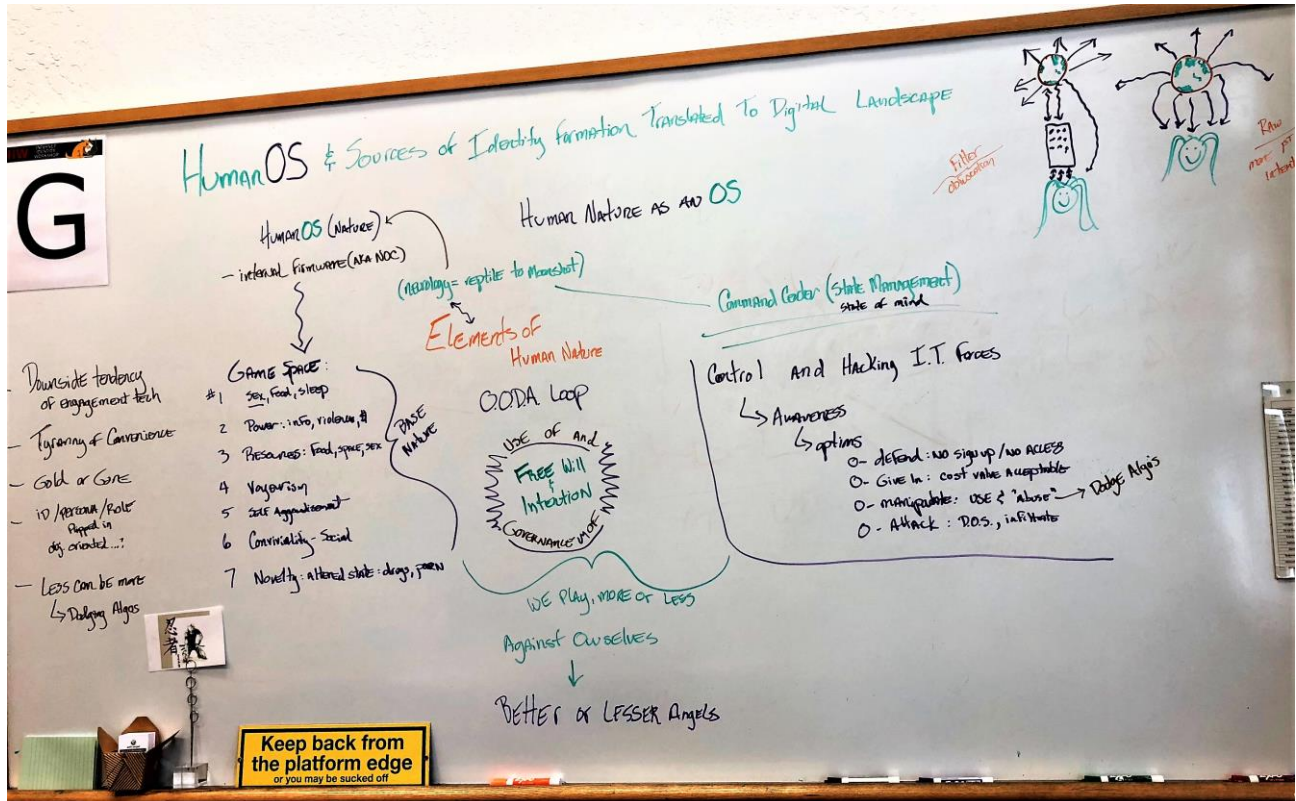 HumanOS & Sources of Identity Formation Translated To Digital Landscape
G
Human Nature as an OS
HumanOS (Nature)
- internal firmware (AKA NOC)
(neurology = reptile to moonshot)
Elements of
Human Nature
Filter
obfuscation
Raw
more
Command Center (State Management)
state of mind
- Downside tendency
of engagement tech
- Tyranny of Convenience
- Gold or Gore
- iD/persona/Role
- Less can be more
↳ Dodging Algos
Game Space:
#1 Sex, Food, sleep
2 Power: info, violence, $
3 Resources: Food, space, sex
4 Voyeurism
5 Self Aggrandisement
6 Conviviality - Social
7 Novelty: altered state: drugs, porn
Base
Nature
O.O.D.A. Loop
Use of and
Free Will
&
Intention
Governance
Control and Hacking I.T. Forces
↳ Awareness
↳ options
O- defend: No sign up / No ACCESS
O- Give In: cost value Acceptable
O- manipulate: USE & "abuse" → Dodge Algos
O- Attack: D.O.S.,
We play, more or less
Against Ourselves
↓
Better or Lesser Angels
忍者
Keep back from
the platform edge
or you may be sucked off